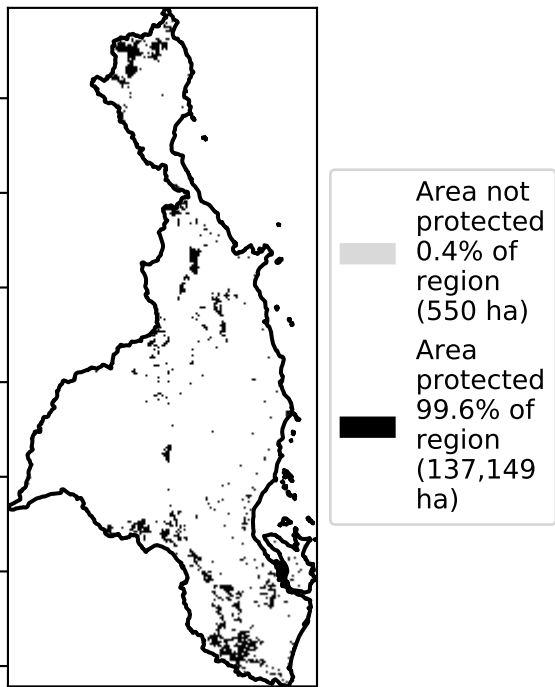 Area not
protected
0.4% of
region
(550 ha)
Area
protected
99.6% of
region
(137,149
ha)